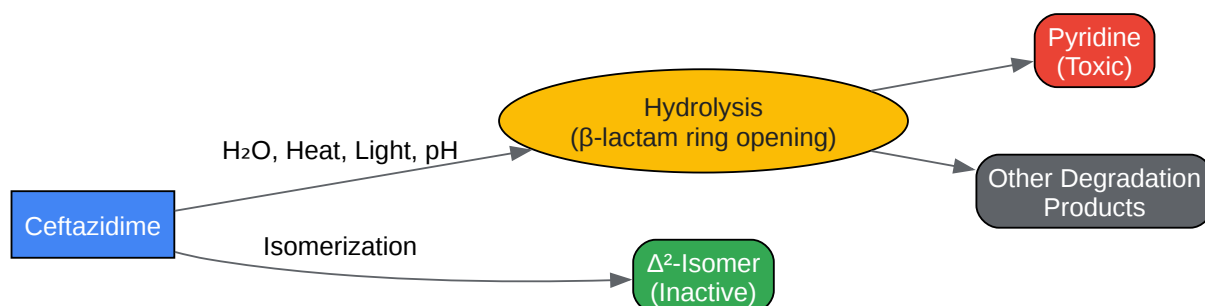 Pyridine
(Toxic)
Hydrolysis
(β-lactam ring opening)
H₂O, Heat, Light, pH
Other Degradation
Products
Ceftazidime
Isomerization
Δ²-Isomer
(Inactive)